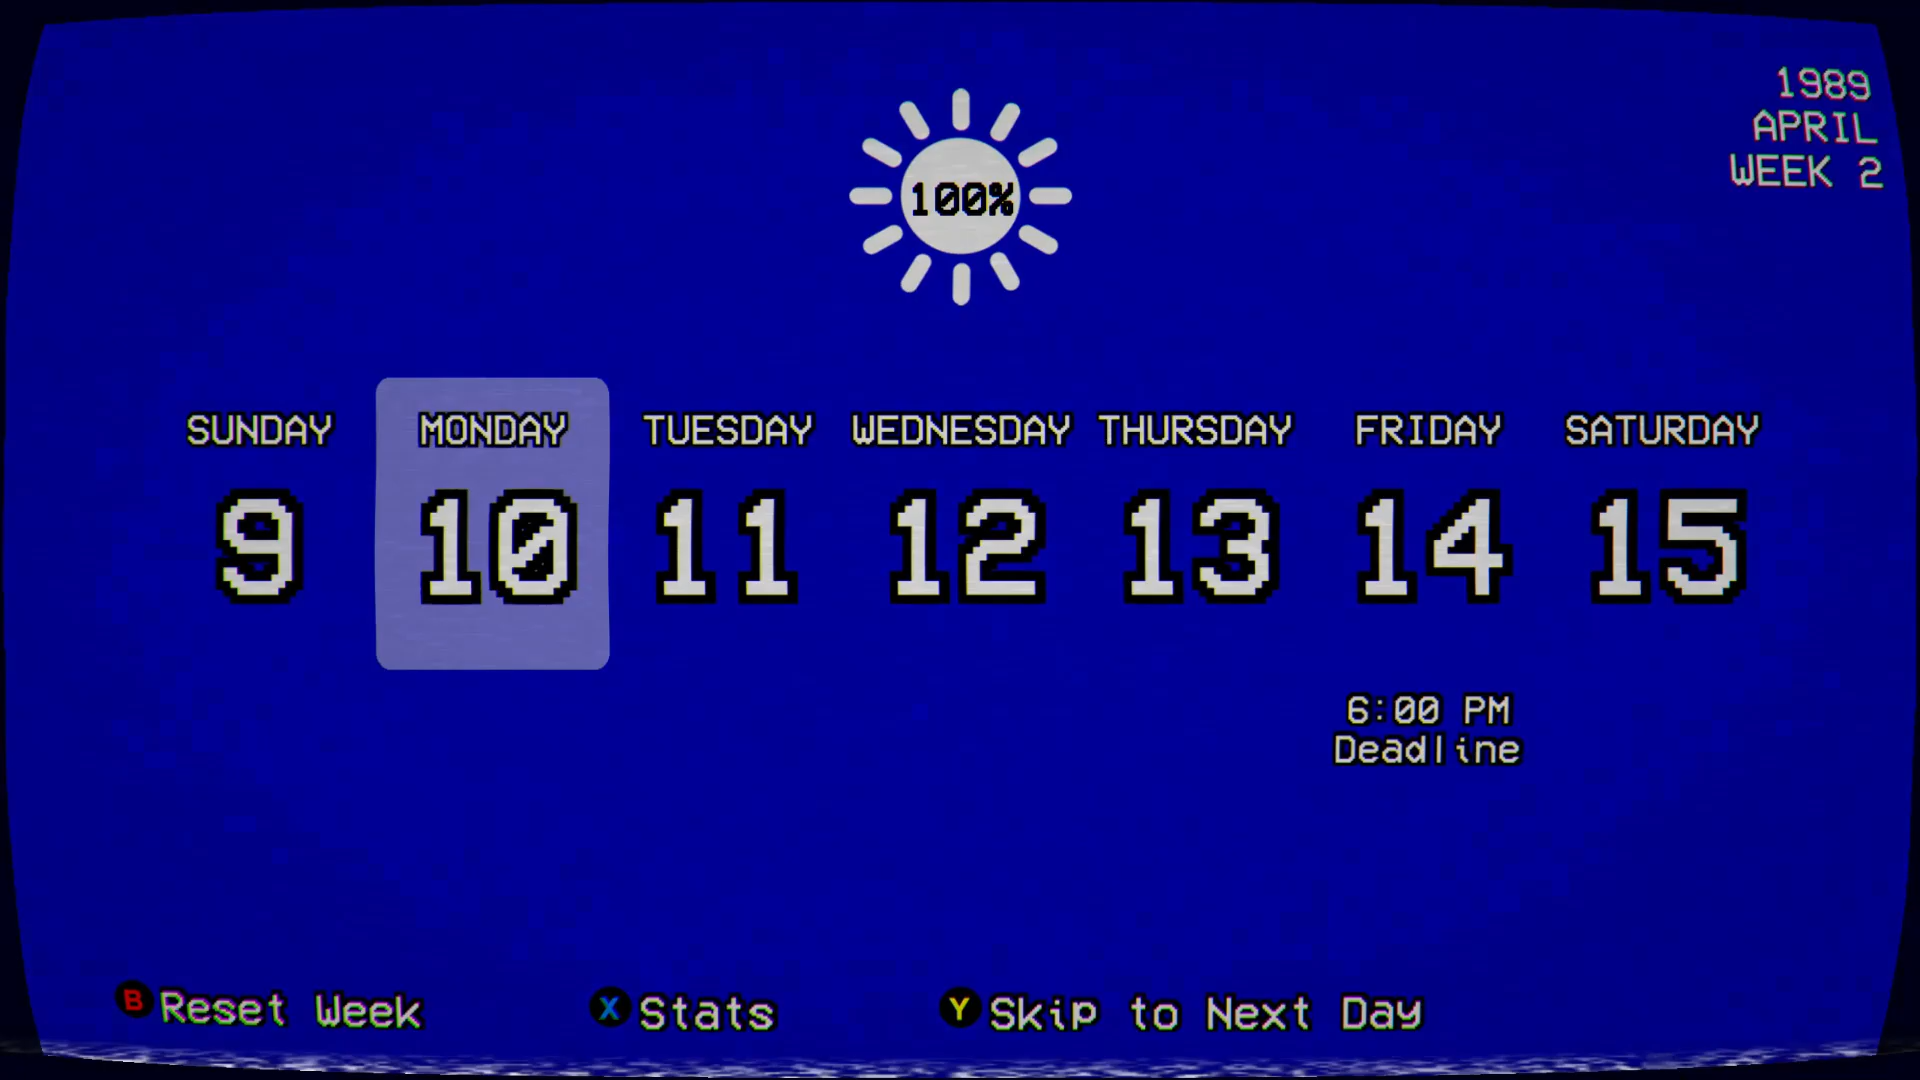 1989
APRIL
WEEK 2
100%
SUNDAY MONDAY TUESDAY WEDNESDAY THURSDAY FRIDAY SATURDAY
9 10 11 12 13 14 15
6:00 PM
Deadline
B Reset Week X Stats Y Skip to Next Day